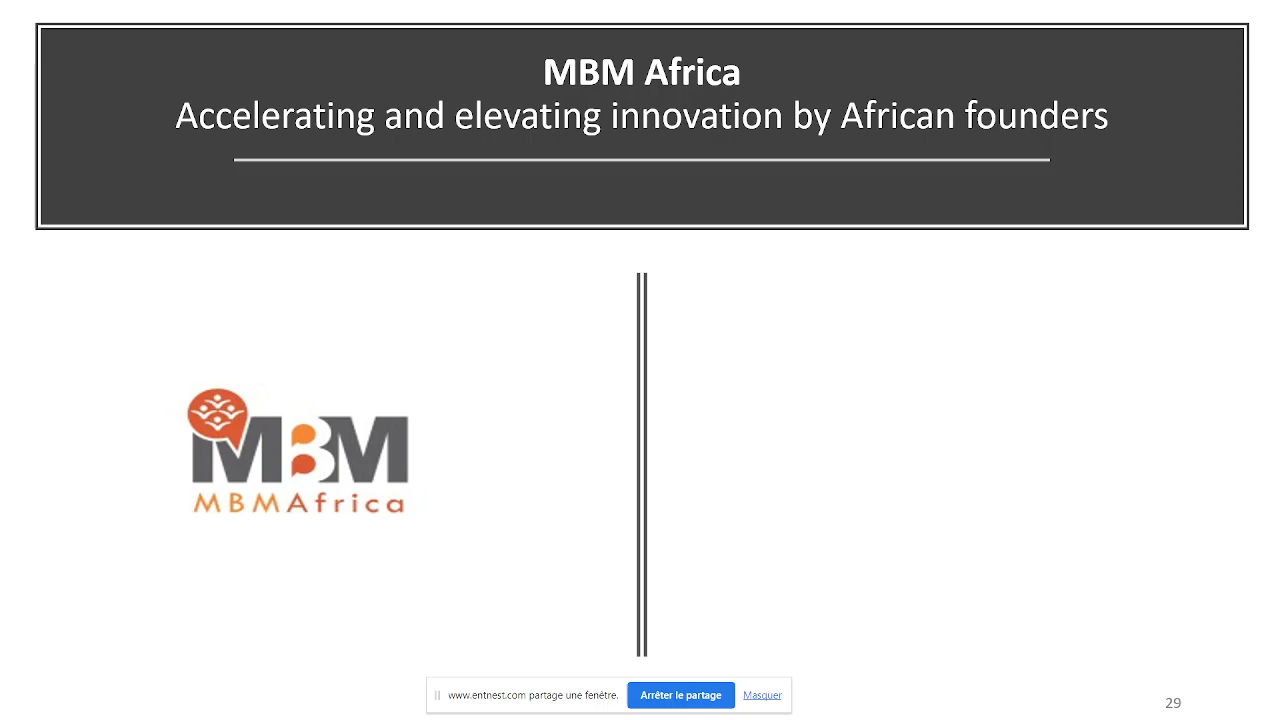 MBM Africa
Accelerating and elevating innovation by African founders
MBM
MBMAfrica
www.entnest.com partage une fenêtre. Arrêter le partage Masquer
29